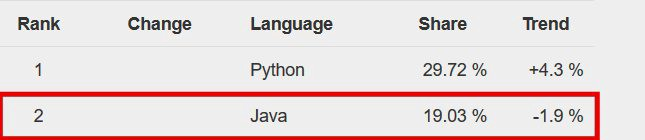 Rank Change Language Share Trend
1 Python 29.72 % +4.3 %
2 Java 19.03 % -1.9 %